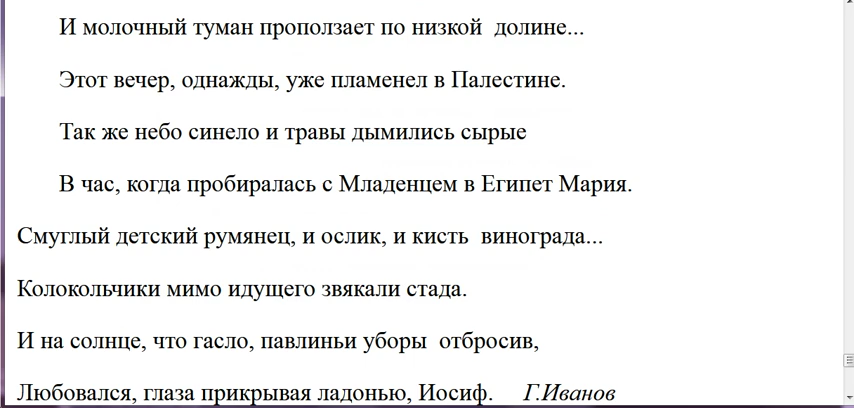 И молочный туман проползает по низкой долине...
Этот вечер, однажды, уже пламенел в Палестине.
Так же небо синело и травы дымились сырые
В час, когда пробиралась с Младенцем в Египет Мария.
Смуглый детский румянец, и ослик, и кисть винограда...
Колокольчики мимо идущего звякали стада.
И на солнце, что гасло, павлиньи уборы отбросив,
Любовался, глаза прикрывая ладонью, Иосиф. Г.Иванов